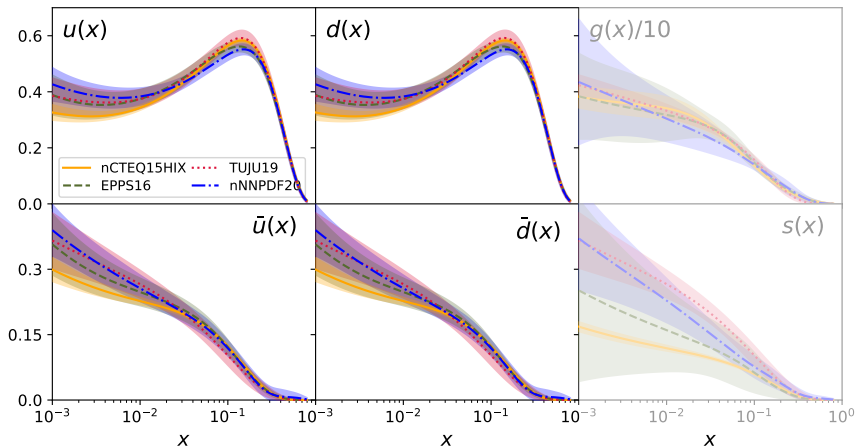 u(x)
d(x)
g(x)/10
0.6
0.4
0.2
0.0
nCTEQ15HIX
TUJU19
EPPS16
nNNPDF20
ū(x)
d̄(x)
s(x)
0.3
0.15
0.0
10⁻³ 10⁻² 10⁻¹ 10⁻³ 10⁻² 10⁻¹ 10⁻³ 10⁻² 10⁻¹ 10⁰
x x x